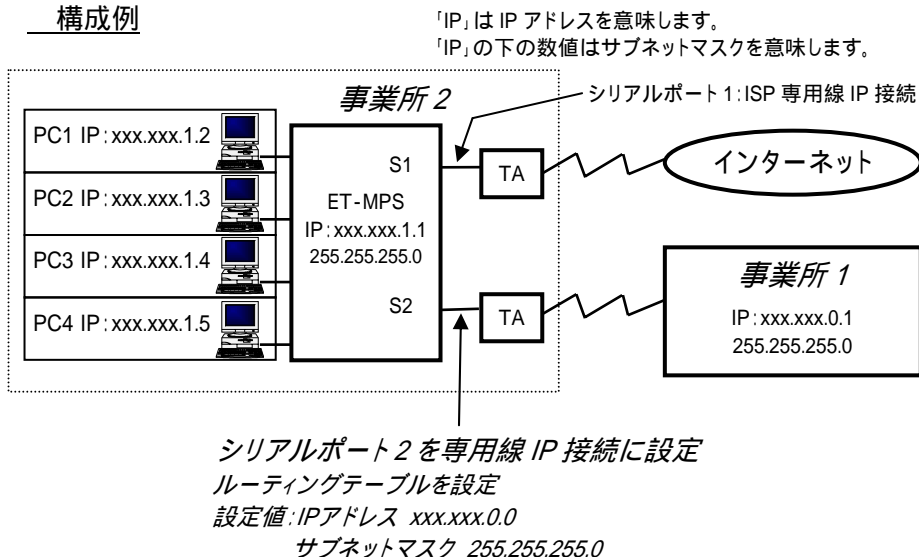 構成例
「IP」は IP アドレスを意味します。
「IP」の下の数値はサブネットマスクを意味します。
事業所 2
シリアルポート 1:ISP 専用線 IP 接続
PC1 IP:xxx.xxx.1.2
PC2 IP:xxx.xxx.1.3
PC3 IP:xxx.xxx.1.4
PC4 IP:xxx.xxx.1.5
S1
ET-MPS
IP:xxx.xxx.1.1
255.255.255.0
S2
TA
インターネット
TA
事業所 1
IP:xxx.xxx.0.1
255.255.255.0
シリアルポート 2 を専用線 IP 接続に設定
ルーティングテーブルを設定
設定値:IPアドレス xxx.xxx.0.0
サブネットマスク 255.255.255.0